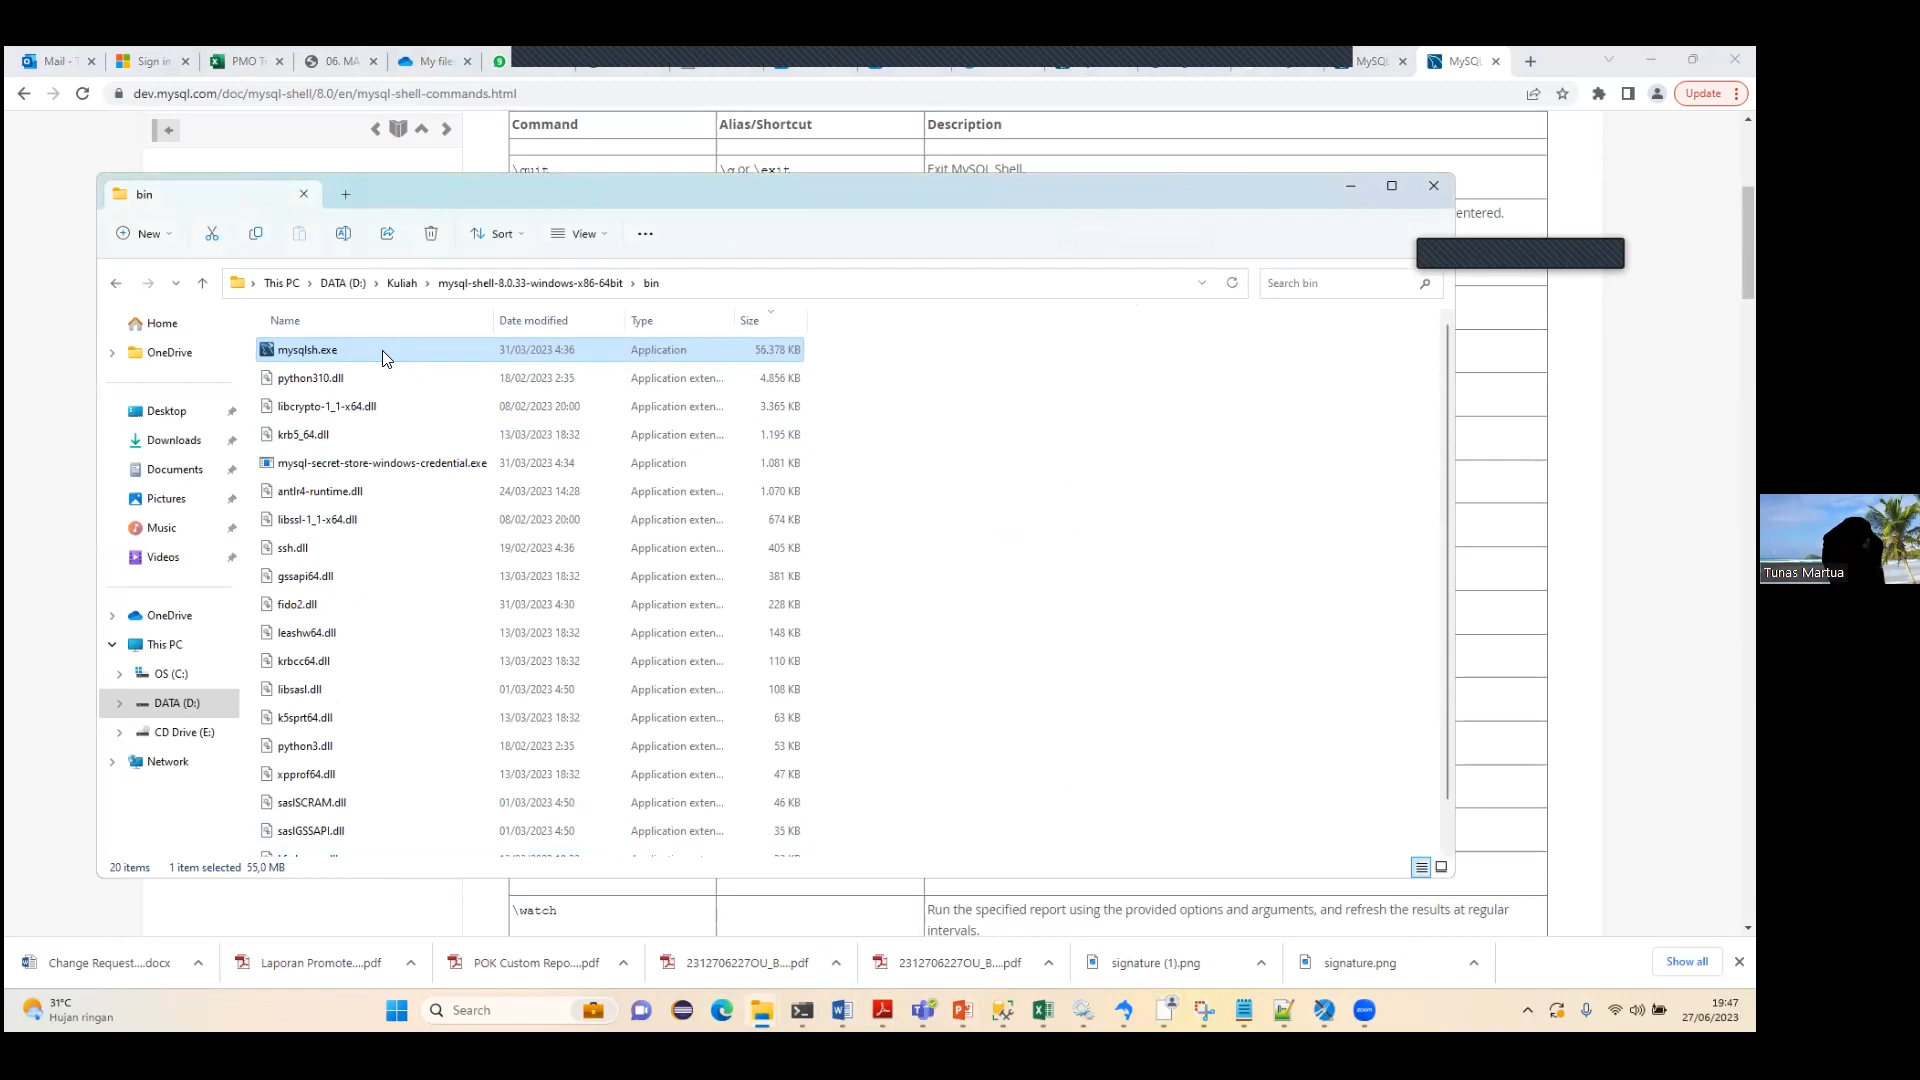 Mail - T
Sign in
PMO T
06. MA
My file
MySQL
MySQL
dev.mysql.com/doc/mysql-shell/8.0/en/mysql-shell-commands.html
Update
Command Alias/Shortcut Description
\quit \q or \exit Exit MySQL Shell.
entered.
bin
New
Sort
View
This PC > DATA (D:) > Kuliah > mysql-shell-8.0.33-windows-x86-64bit > bin
Search bin
Name Date modified Type Size
Home
OneDrive
Desktop
Downloads
Documents
Pictures
Music
Videos
OneDrive
This PC
OS (C:)
DATA (D:)
CD Drive (E:)
Network
mysqlsh.exe 31/03/2023 4:36 Application 56.378 KB
python310.dll 18/02/2023 2:35 Application exten... 4.856 KB
libcrypto-1_1-x64.dll 08/02/2023 20:00 Application exten... 3.365 KB
krb5_64.dll 13/03/2023 18:32 Application exten... 1.195 KB
mysql-secret-store-windows-credential.exe 31/03/2023 4:34 Application 1.081 KB
antlr4-runtime.dll 24/03/2023 14:28 Application exten... 1.070 KB
libssl-1_1-x64.dll 08/02/2023 20:00 Application exten... 674 KB
ssh.dll 19/02/2023 4:36 Application exten... 405 KB
gssapi64.dll 13/03/2023 18:32 Application exten... 381 KB
fido2.dll 31/03/2023 4:30 Application exten... 228 KB
leashw64.dll 13/03/2023 18:32 Application exten... 148 KB
krbcc64.dll 13/03/2023 18:32 Application exten... 110 KB
libsasl.dll 01/03/2023 4:50 Application exten... 108 KB
k5sprt64.dll 13/03/2023 18:32 Application exten... 63 KB
python3.dll 18/02/2023 2:35 Application exten... 53 KB
xpprof64.dll 13/03/2023 18:32 Application exten... 47 KB
saslSCRAM.dll 01/03/2023 4:50 Application exten... 46 KB
saslGSSAPI.dll 01/03/2023 4:50 Application exten... 35 KB
20 items 1 item selected 55,0 MB
\watch Run the specified report using the provided options and arguments, and refresh the results at regular
intervals.
Tunas Martua
Change Request....docx
Laporan Promote....pdf
POK Custom Repo....pdf
2312706227OU_B....pdf
2312706227OU_B....pdf
signature (1).png
signature.png
Show all
31°C
Hujan ringan
Search
zoom
19:47
27/06/2023